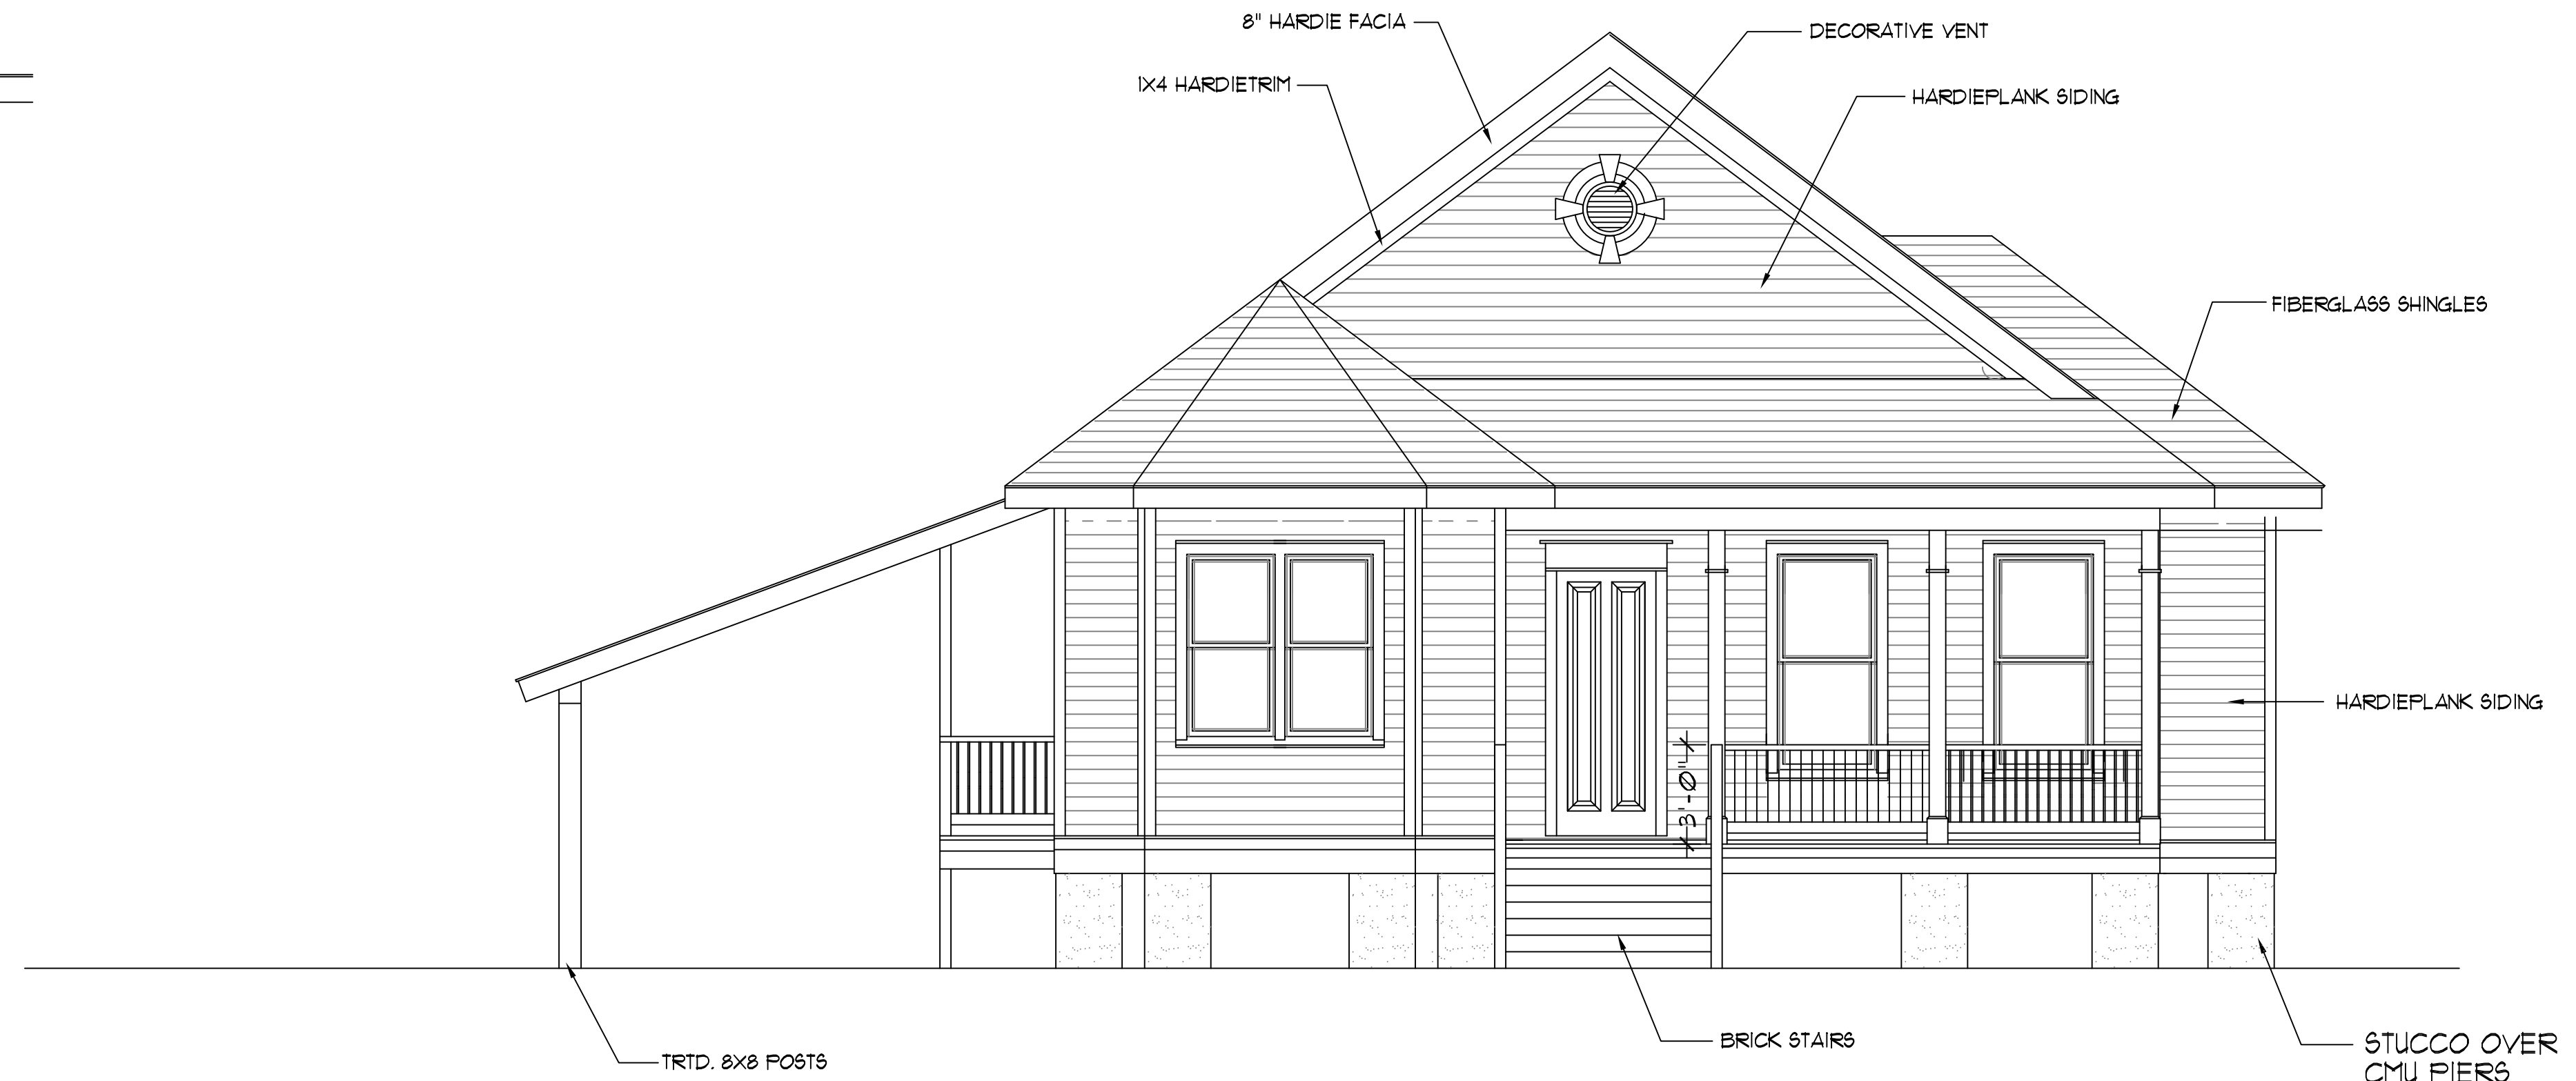 8" HARDIE FACIA
DECORATIVE VENT
1X4 HARDIETRIM
HARDIEPLANK SIDING
FIBERGLASS SHINGLES
HARDIEPLANK SIDING
3'-0"
BRICK STAIRS
TRTD. 8X8 POSTS
STUCCO OVER
CMU PIERS